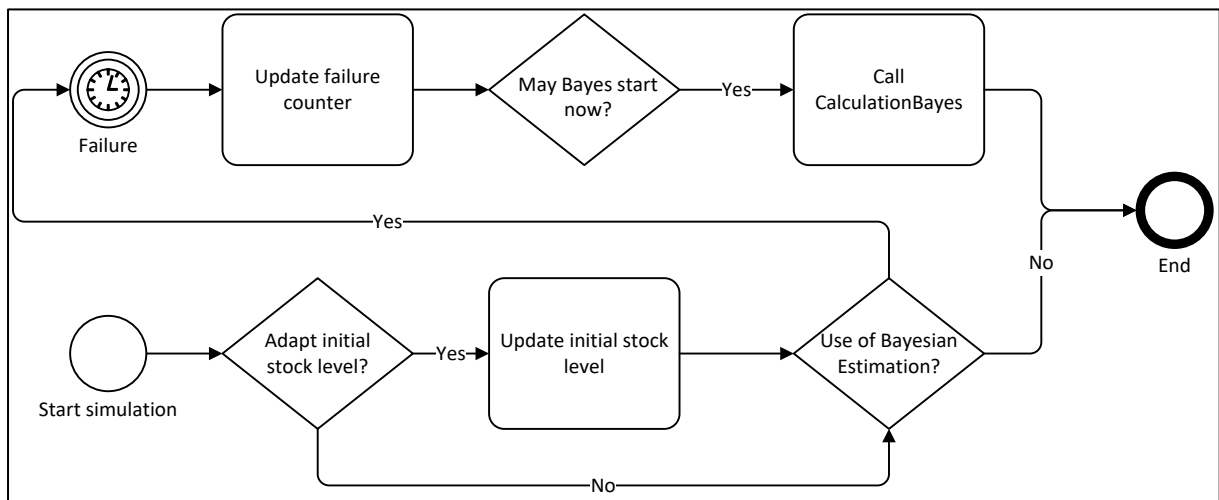 Failure
Update failure
counter
May Bayes start
now?
Yes
Call
CalculationBayes
Yes
End
No
Start simulation
Adapt initial
stock level?
Yes
Update initial stock
level
Use of Bayesian
Estimation?
No